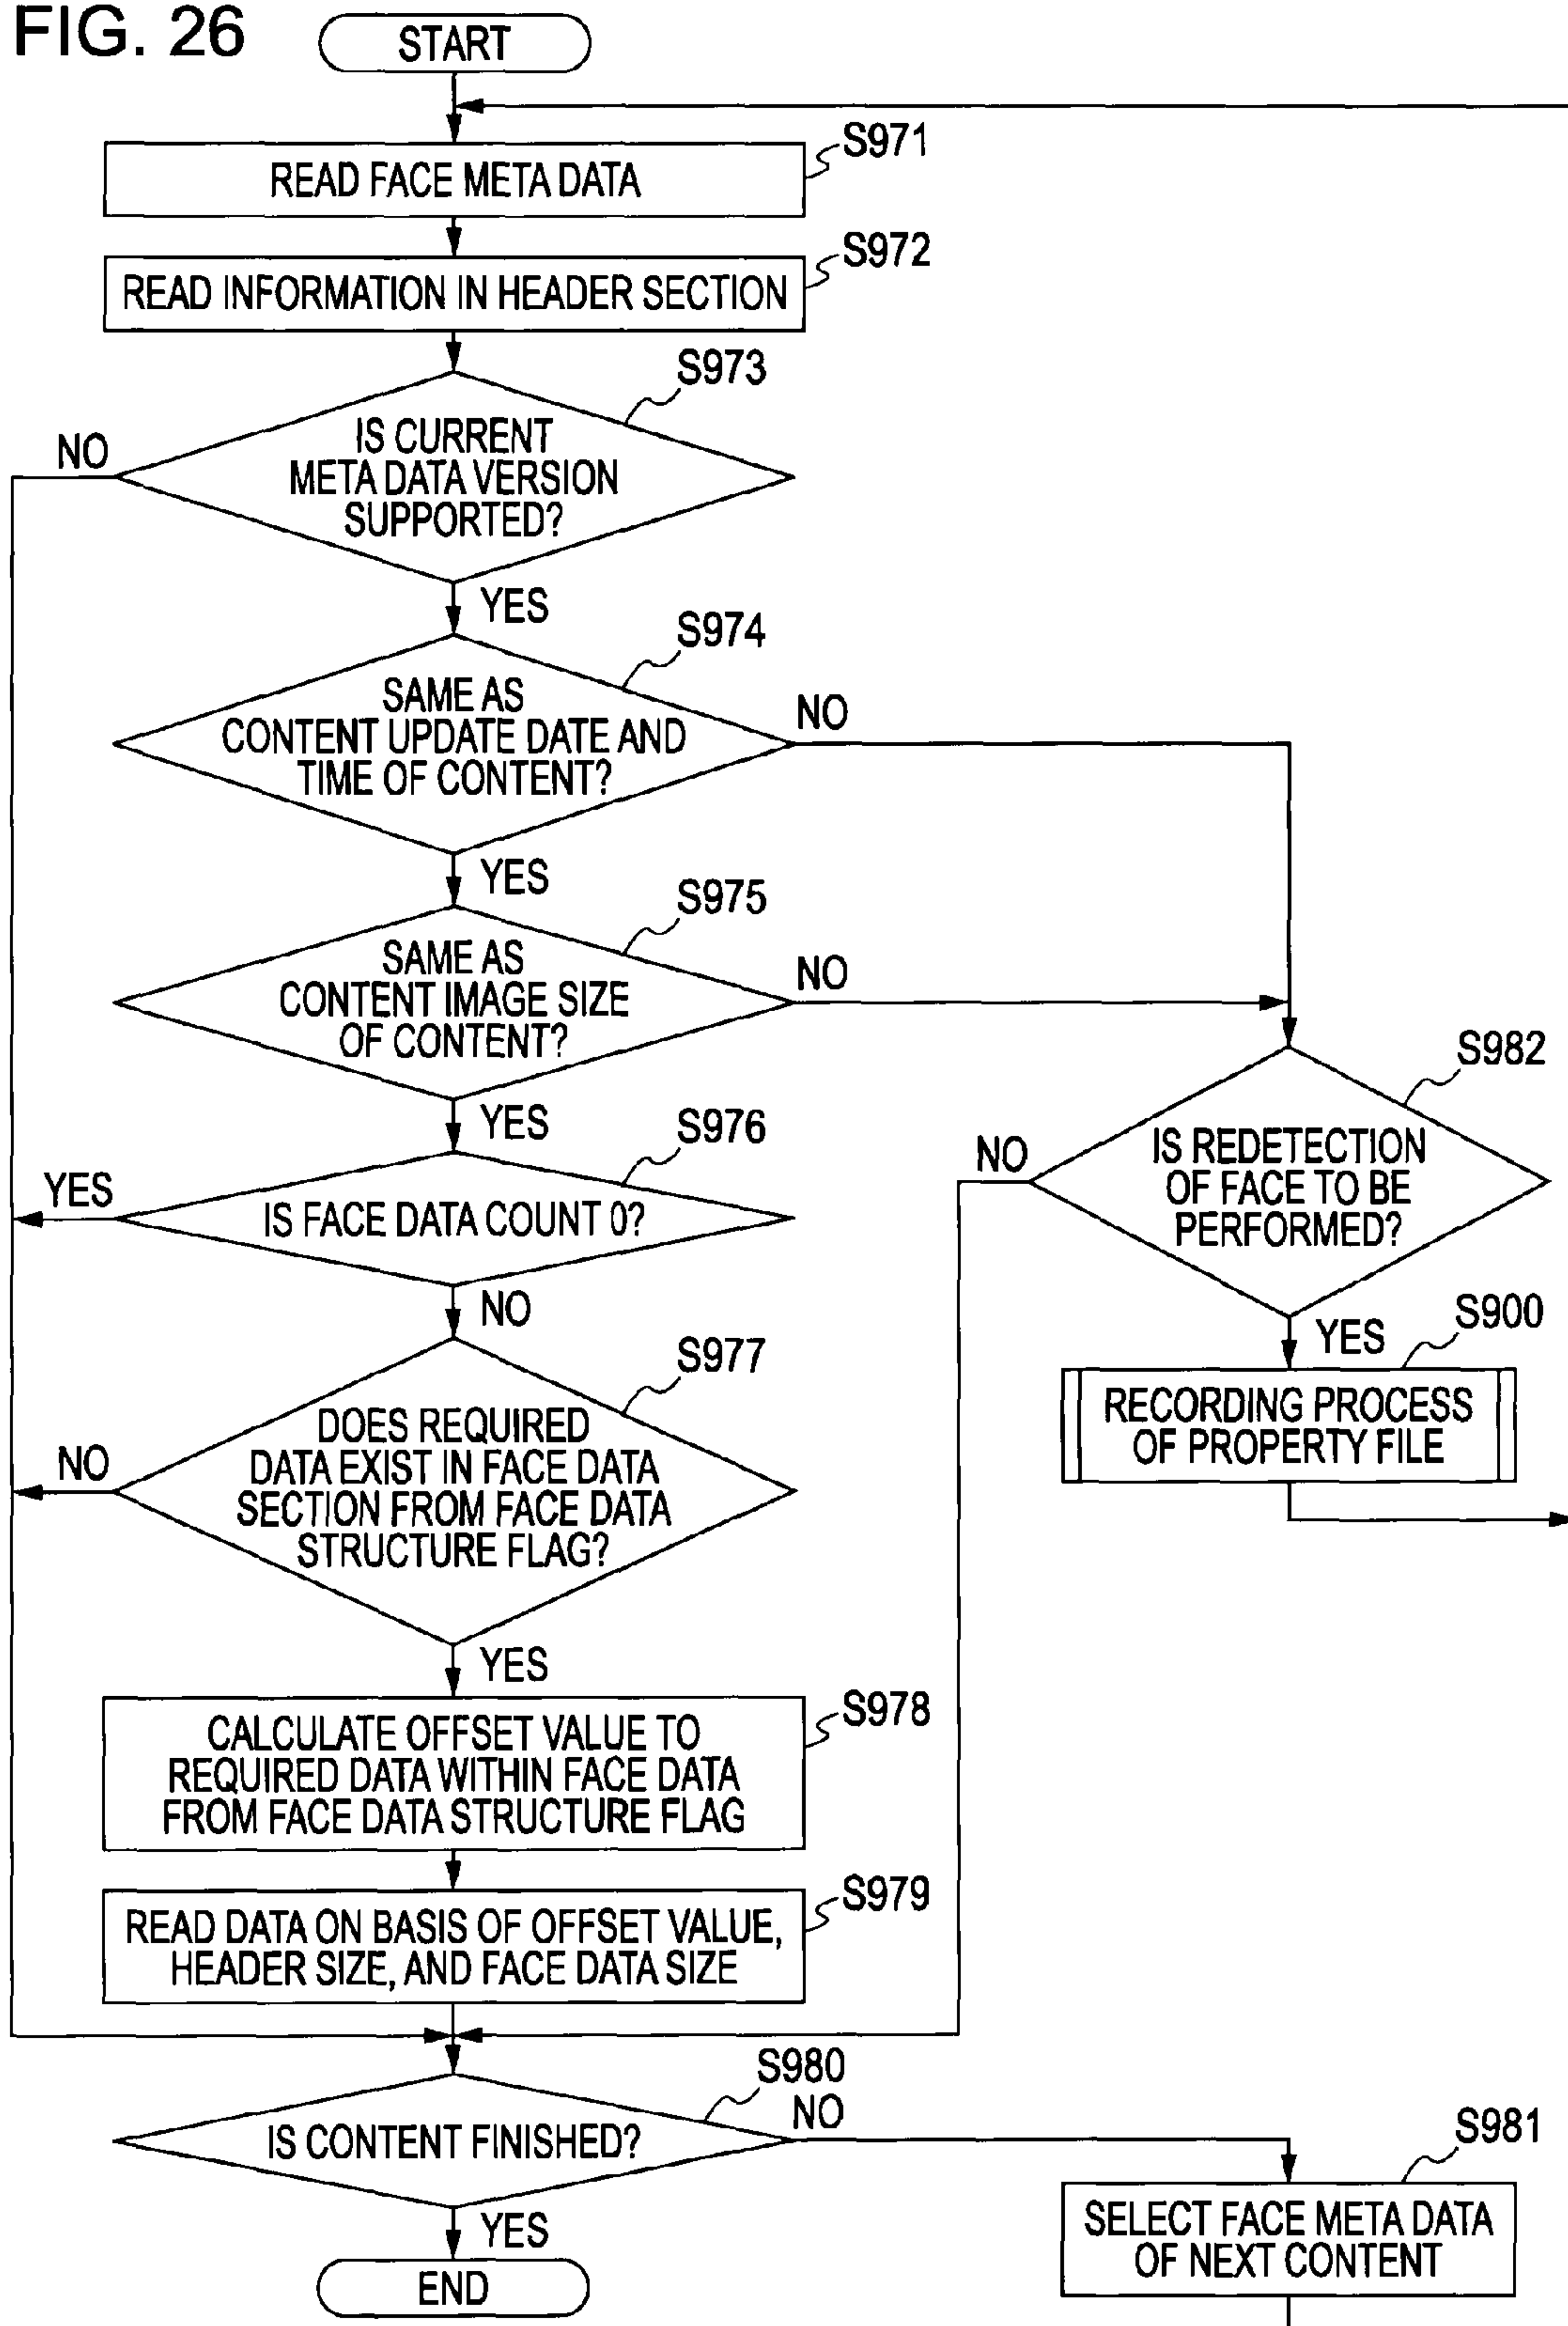 FIG. 26
START
S971
READ FACE META DATA
S972
READ INFORMATION IN HEADER SECTION
S973
IS CURRENT
META DATA VERSION
SUPPORTED?
NO
YES
S974
SAME AS
CONTENT UPDATE DATE AND
TIME OF CONTENT?
NO
YES
S975
SAME AS
CONTENT IMAGE SIZE
OF CONTENT?
NO
YES
S976
IS FACE DATA COUNT 0?
YES
NO
S977
DOES REQUIRED
DATA EXIST IN FACE DATA
SECTION FROM FACE DATA
STRUCTURE FLAG?
NO
YES
S982
IS REDETECTION
OF FACE TO BE
PERFORMED?
NO
YES
S900
RECORDING PROCESS
OF PROPERTY FILE
S978
CALCULATE OFFSET VALUE TO
REQUIRED DATA WITHIN FACE DATA
FROM FACE DATA STRUCTURE FLAG
S979
READ DATA ON BASIS OF OFFSET VALUE,
HEADER SIZE, AND FACE DATA SIZE
S980
IS CONTENT FINISHED?
NO
YES
S981
SELECT FACE META DATA
OF NEXT CONTENT
END